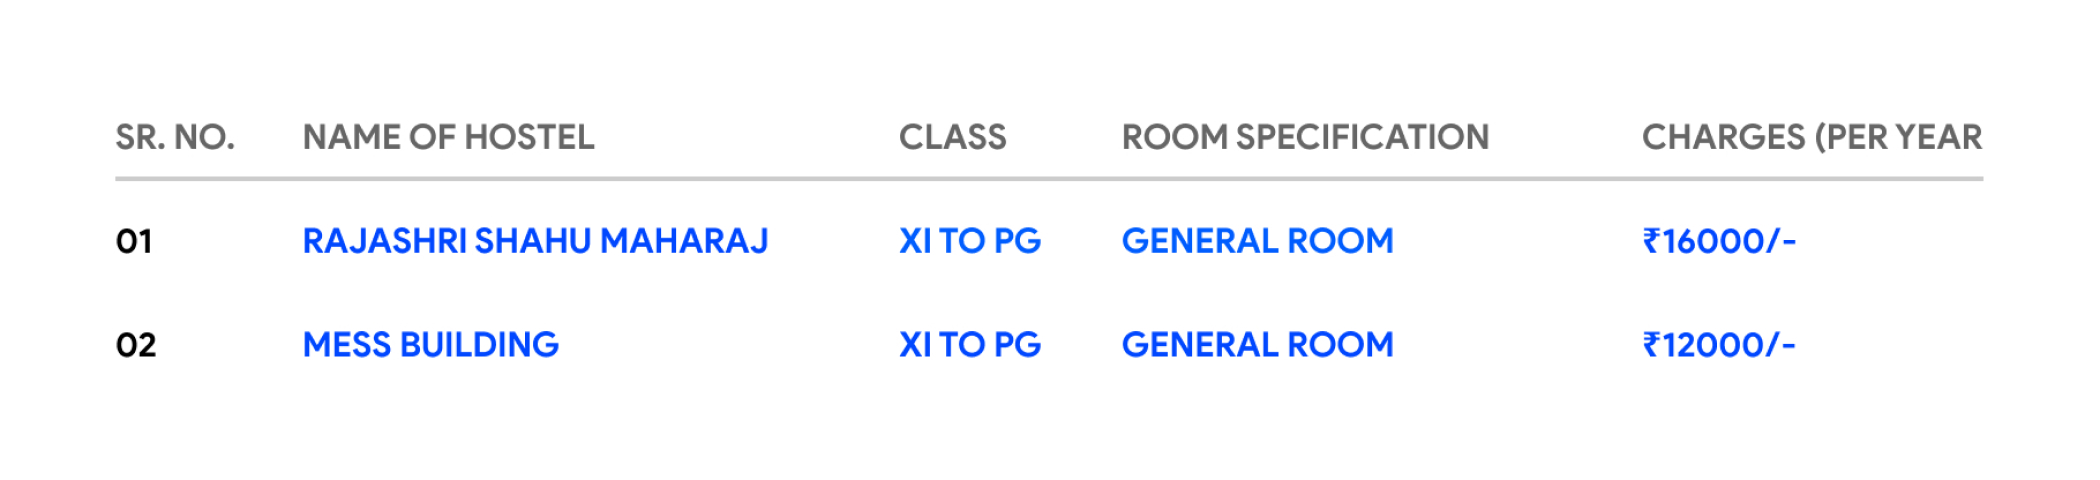 SR. NO. NAME OF HOSTEL CLASS ROOM SPECIFICATION CHARGES (PER YEAR
01 RAJASHRI SHAHU MAHARAJ XI TO PG GENERAL ROOM ₹16000/-
02 MESS BUILDING XI TO PG GENERAL ROOM ₹12000/-